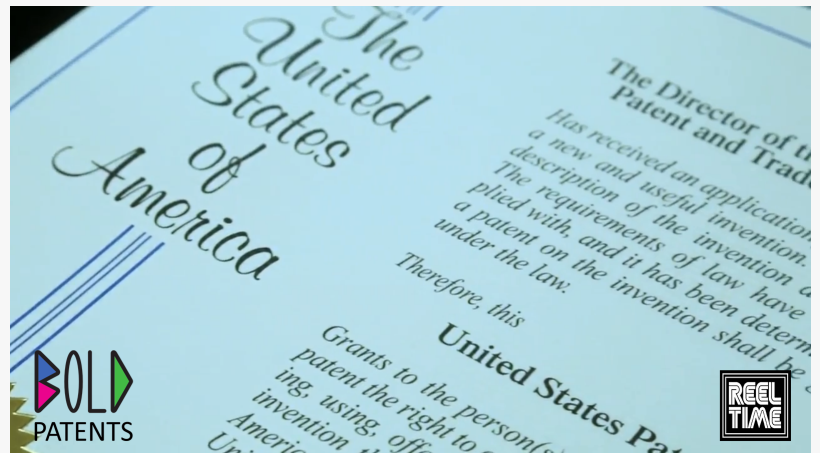 The
United
States
of
America
The Director of the
Patent and Trad
Has received an application
a new and useful invention.
description of the invention
The requirements of law have
plied with, and it has been determ
a patent on the invention shall be
under the law.
Therefore, this
United States Pat
Grants to the person(s)
patent the right to
ing, using, offe
invention
Americ
Uni
BOLD
PATENTS
REEL
TIME